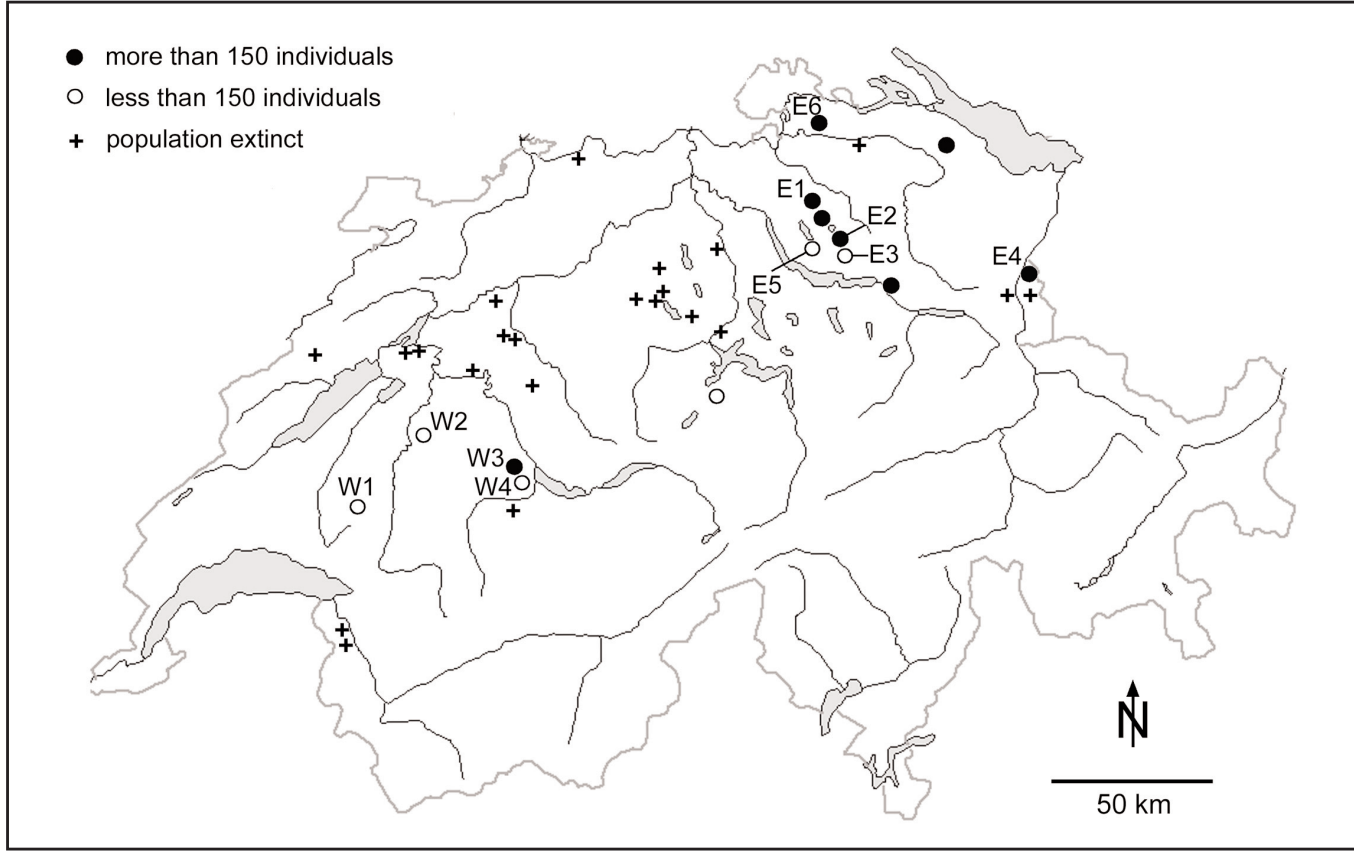 more than 150 individuals
less than 150 individuals
population extinct
E6
E1
E2
E3
E4
E5
W2
W3
W4
W1
N
50 km